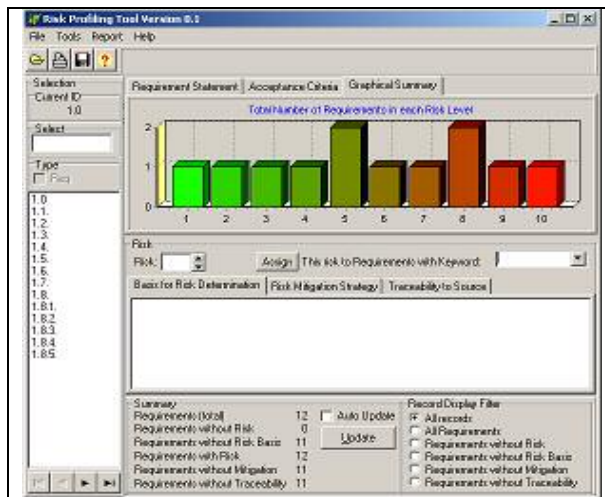 Risk Profiling Tool Version 0.1
File Tools Report Help
Selection
Current ID
1.0
Select
Type
Req
1.0
1.1.
1.2.
1.3.
1.4.
1.5.
1.6.
1.7.
1.8.
1.8.1.
1.8.2.
1.8.3.
1.8.4.
1.8.5.
Requirement Statement Acceptance Criteria Graphical Summary
Total Number of Requirements in each Risk Level
2
1
0
1 2 3 4 5 6 7 8 9 10
Risk
Risk: Assign This risk to Requirements with Keyword:
Basis for Risk Determination Risk Mitigation Strategy Traceability to Source
Summary
Requirements (total) 12
Requirements without Risk 0
Requirements without Risk Basis 11
Requirements with Risk 12
Requirements without Mitigation 11
Requirements without Traceability 11
Auto Update
Update
Record Display Filter
All records
All Requirements
Requirements without Risk
Requirements without Risk Basis
Requirements without Mitigation
Requirements without Traceability